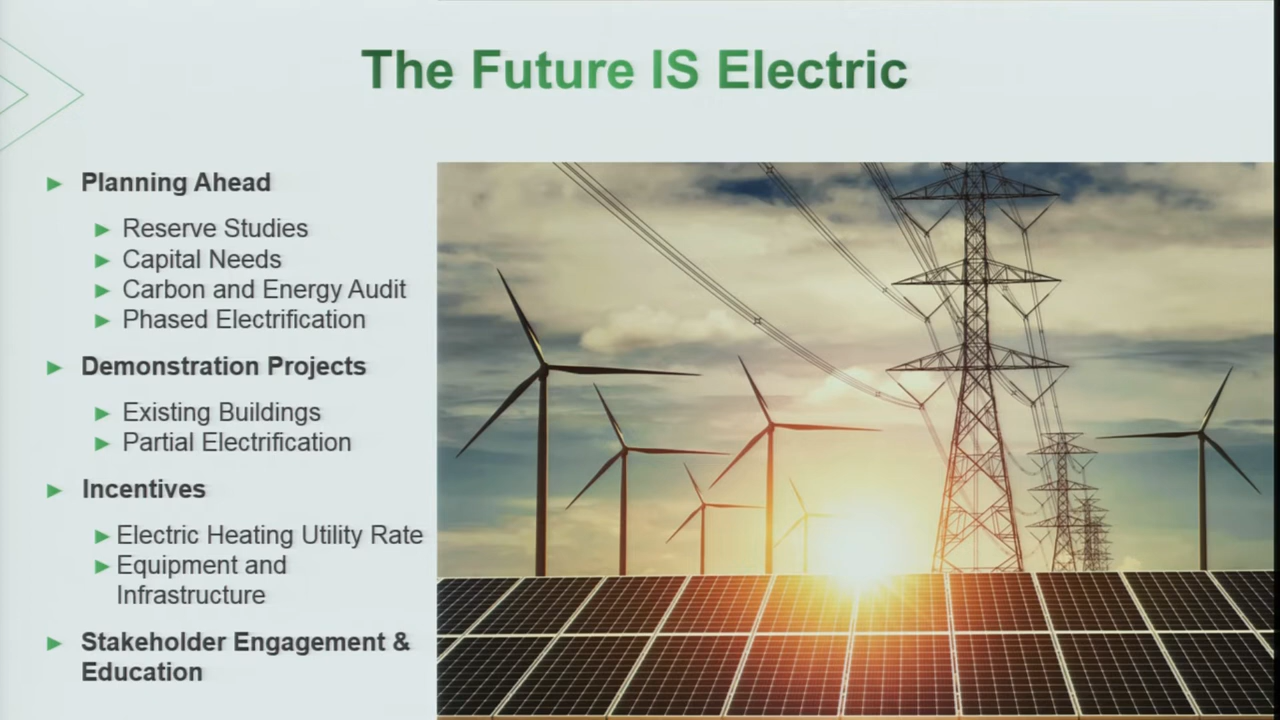 The Future IS Electric
Planning Ahead
Reserve Studies
Capital Needs
Carbon and Energy Audit
Phased Electrification
Demonstration Projects
Existing Buildings
Partial Electrification
Incentives
Electric Heating Utility Rate
Equipment and
Infrastructure
Stakeholder Engagement &
Education